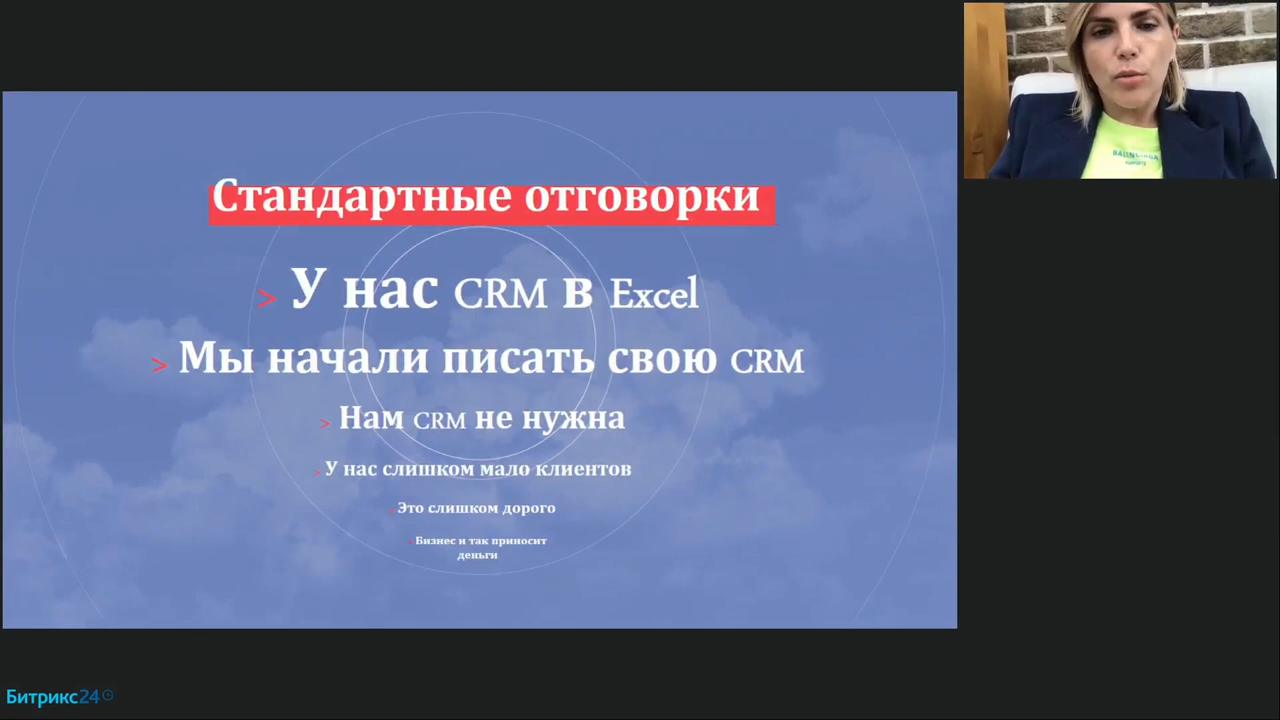 Стандартные отговорки
> У нас CRM в Excel
> Мы начали писать свою CRM
> Нам CRM не нужна
> У нас слишком мало клиентов
> Это слишком дорого
> Бизнес и так приносит
деньги
Битрикс24